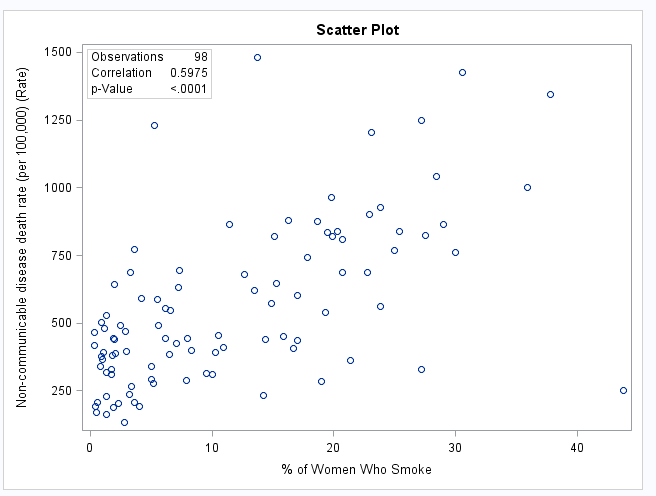 Scatter Plot
Observations 98
Correlation 0.5975
p-Value <.0001
Non-communicable disease death rate (per 100,000) (Rate)
1500
1250
1000
750
500
250
0 10 20 30 40
% of Women Who Smoke